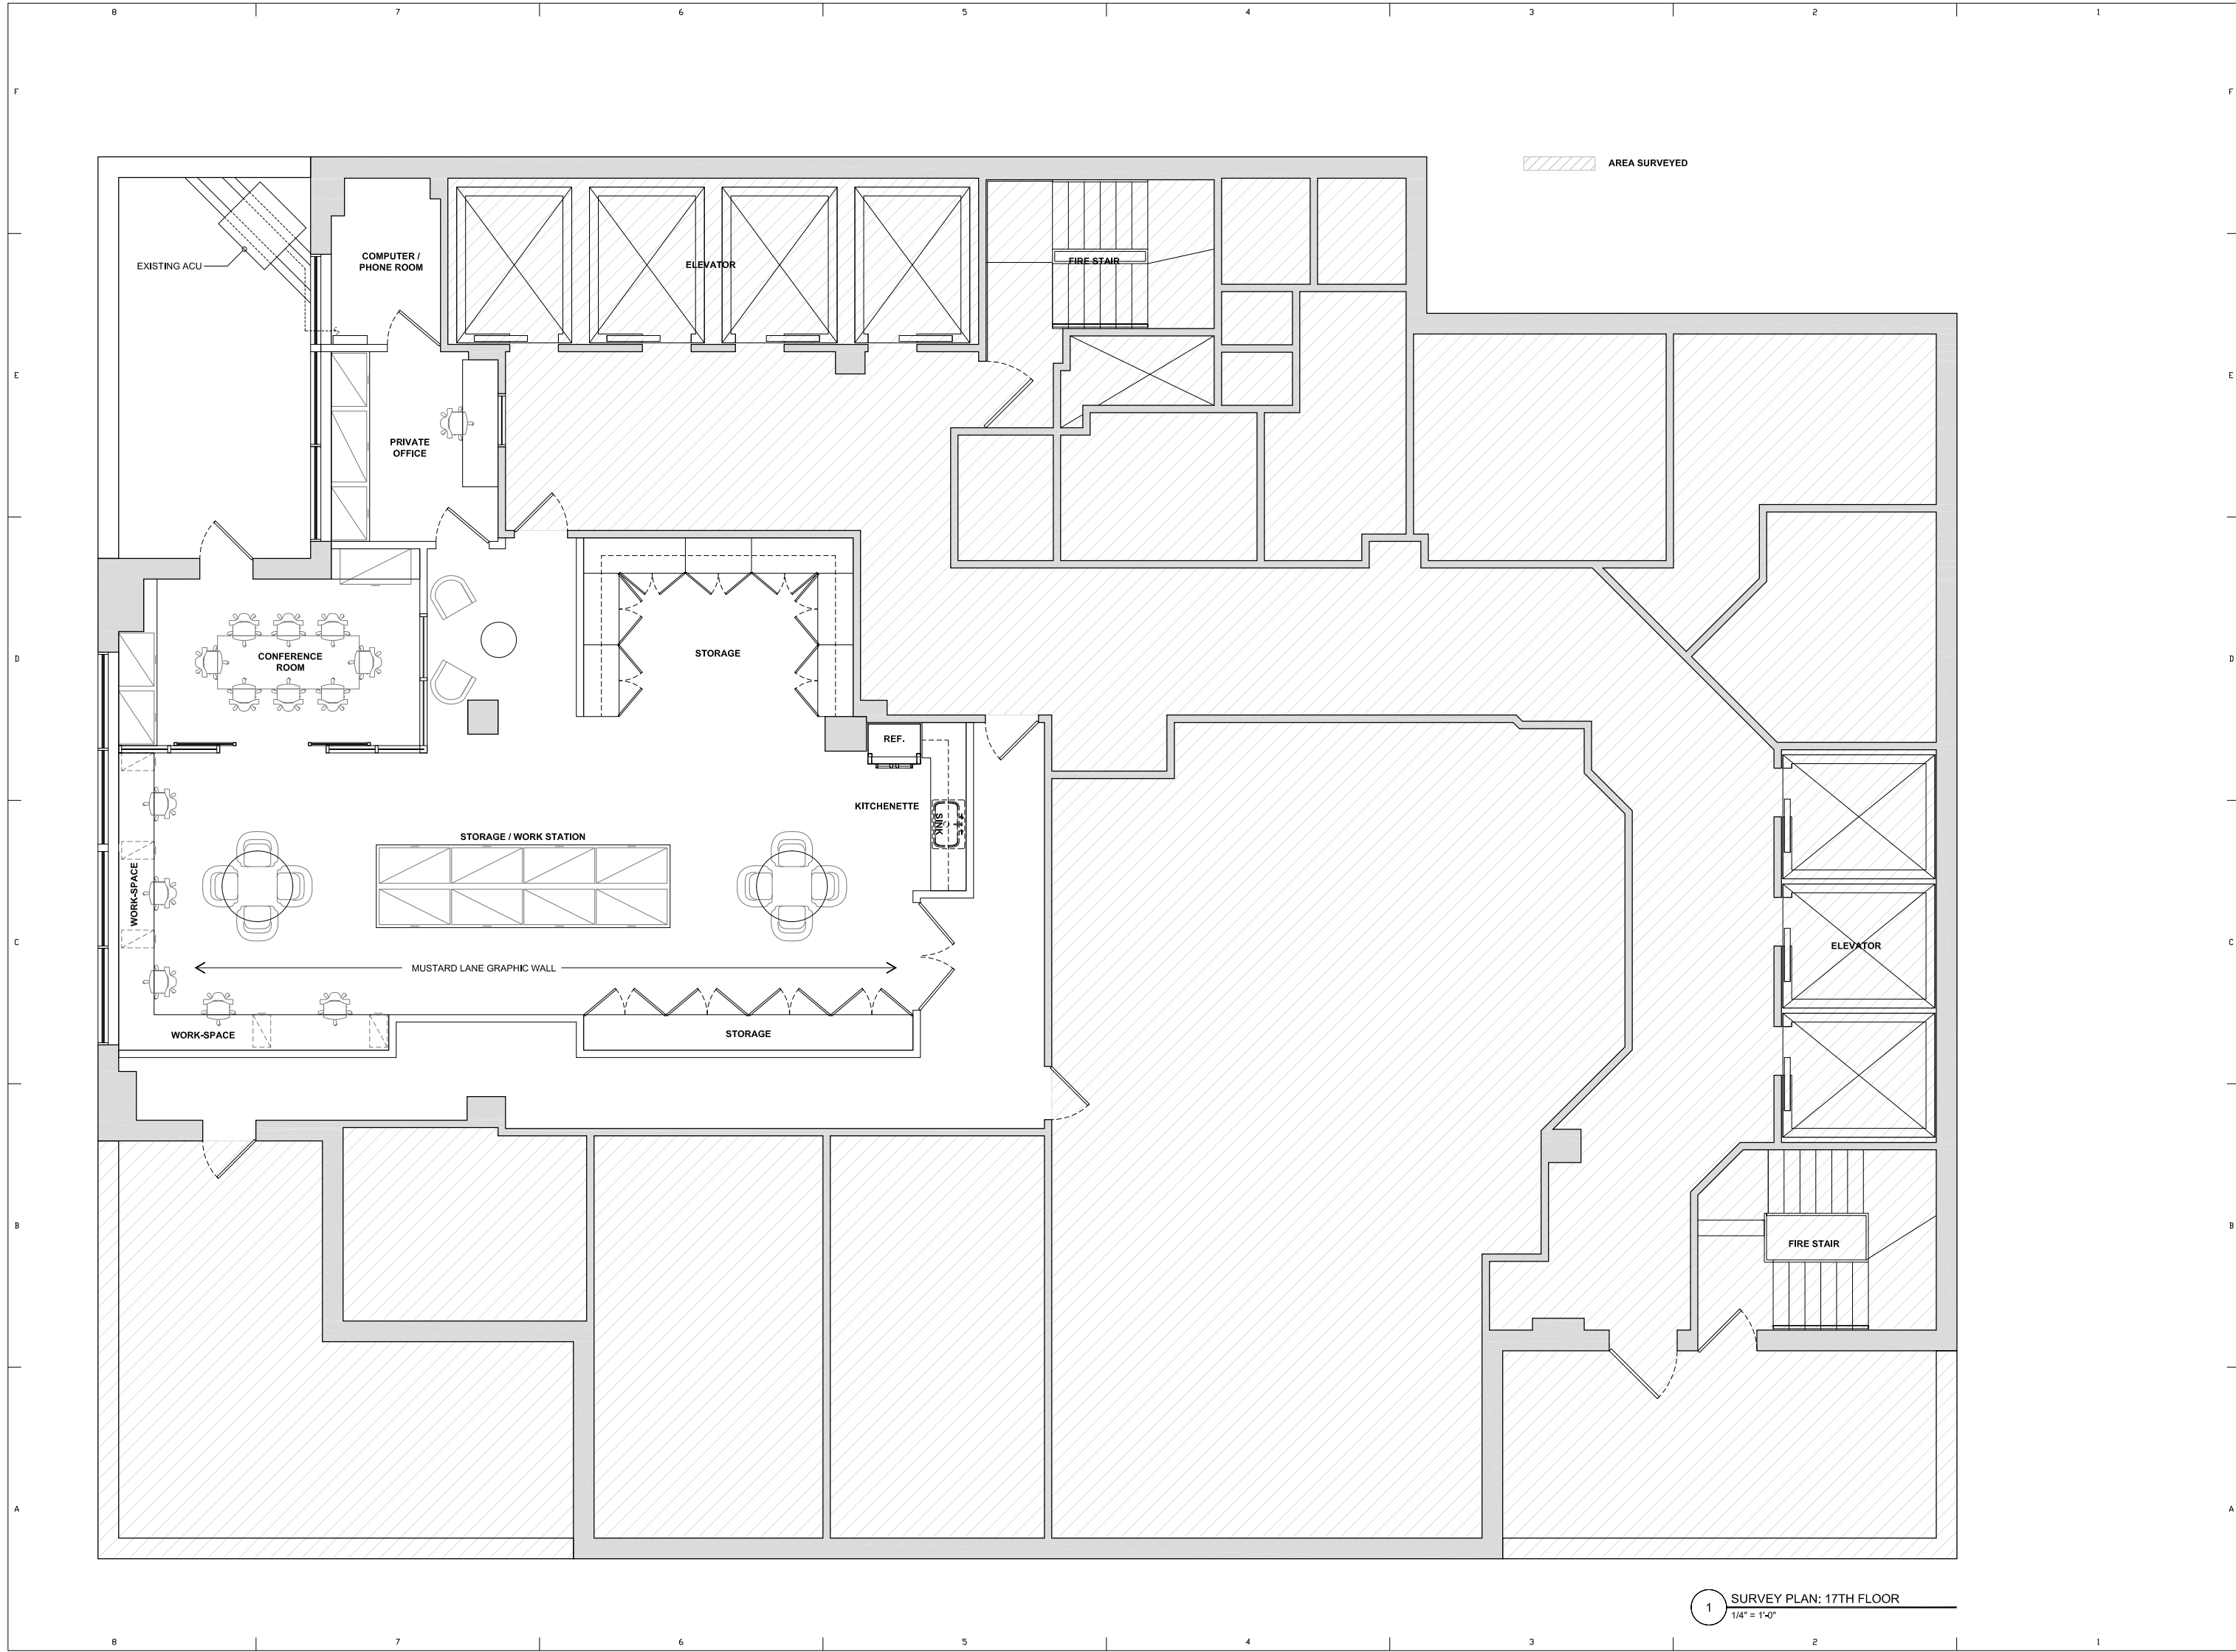 8 7 6 5 4 3 2 1
F F
AREA SURVEYED
EXISTING ACU
COMPUTER /
PHONE ROOM
ELEVATOR
FIRE STAIR
E E
PRIVATE
OFFICE
CONFERENCE
ROOM
STORAGE
D D
REF.
KITCHENETTE
SINK
STORAGE / WORK STATION
WORK-SPACE
ELEVATOR
C C
MUSTARD LANE GRAPHIC WALL
WORK-SPACE
STORAGE
B B
FIRE STAIR
A A
1
SURVEY PLAN: 17TH FLOOR
1/4" = 1'-0"
8 7 6 5 4 3 2 1